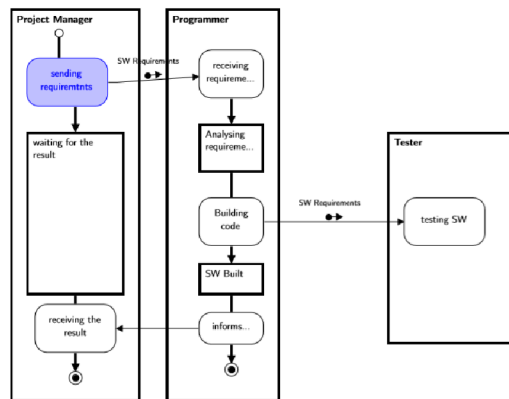 Project Manager
Programmer
SW Requirements
sending
requiremtnts
receiving
requireme...
waiting for the
result
Analysing
requireme...
Tester
SW Requirements
Building
code
testing SW
SW Built
receiving the
result
informs...